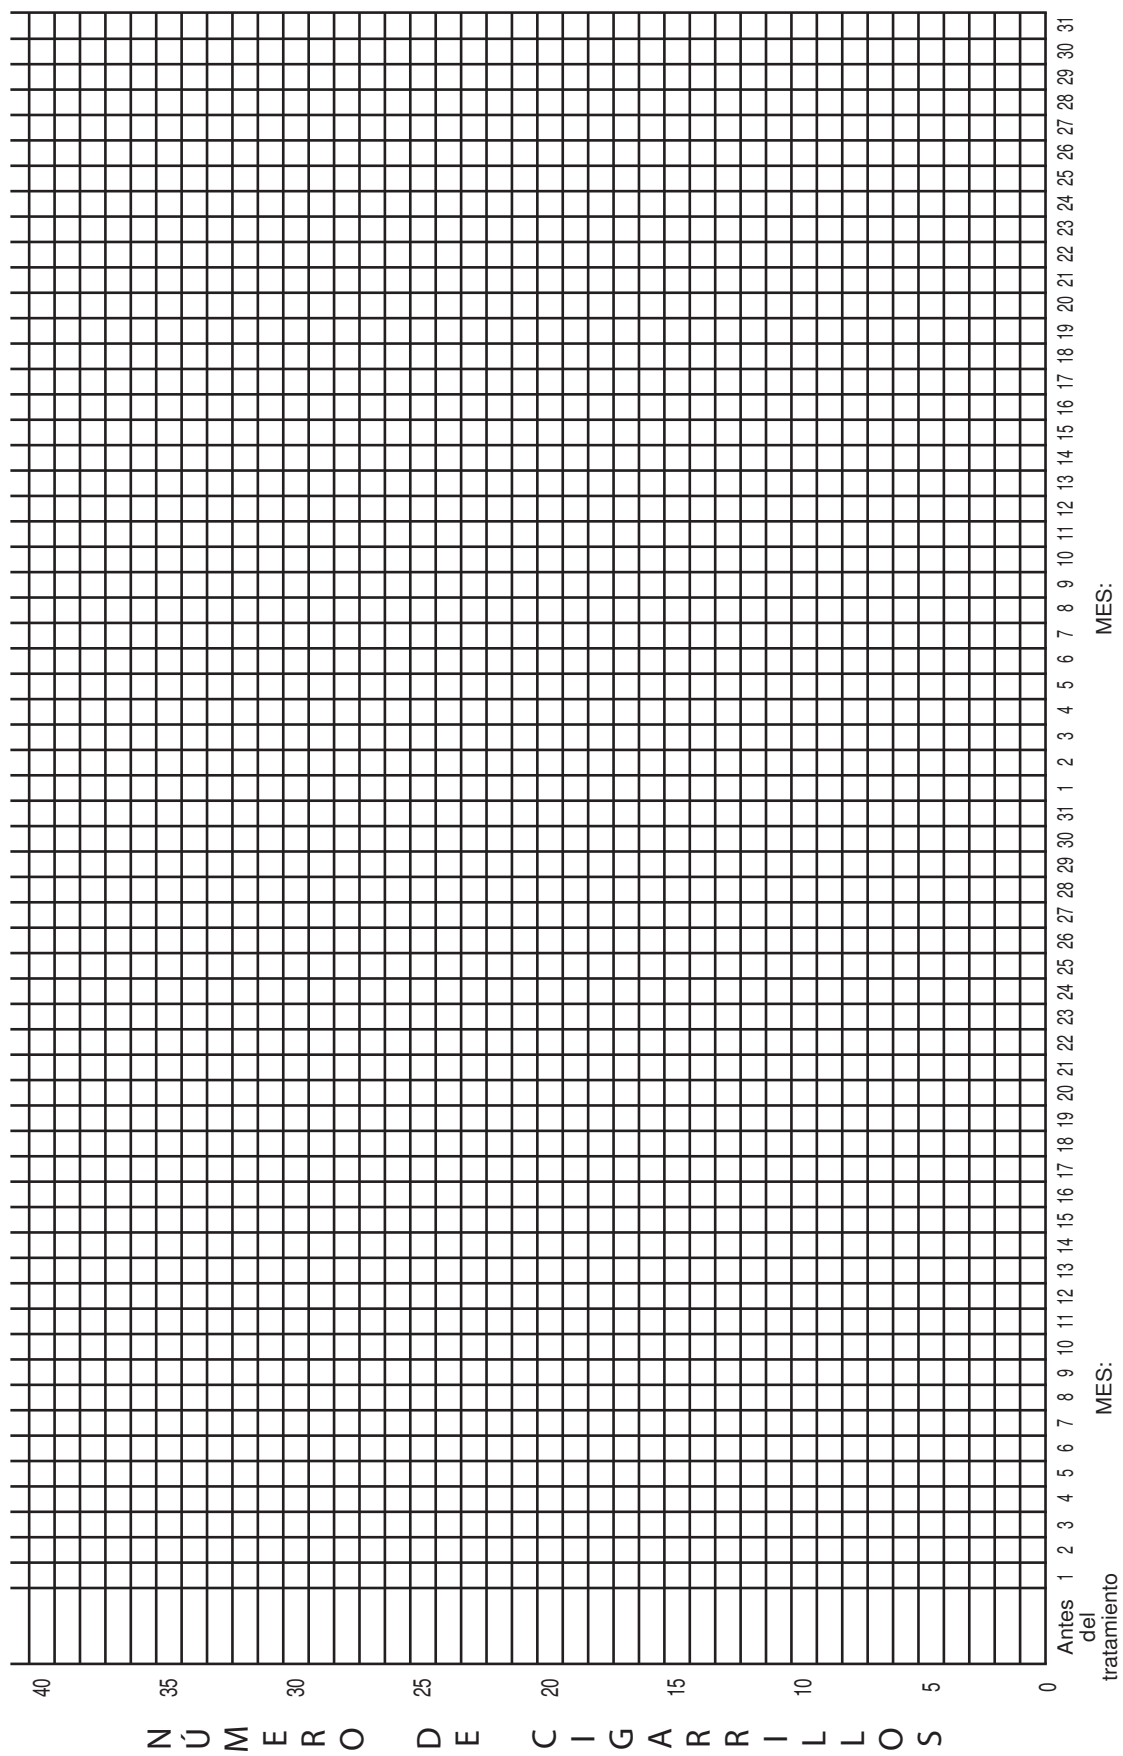 NÚMERO DE CIGARRILLOS
40
35
30
25
20
15
10
5
0
Antes del tratamiento
1 2 3 4 5 6 7 8 9 10 11 12 13 14 15 16 17 18 19 20 21 22 23 24 25 26 27 28 29 30 31 1 2 3 4 5 6 7 8 9 10 11 12 13 14 15 16 17 18 19 20 21 22 23 24 25 26 27 28 29 30 31
MES: MES: